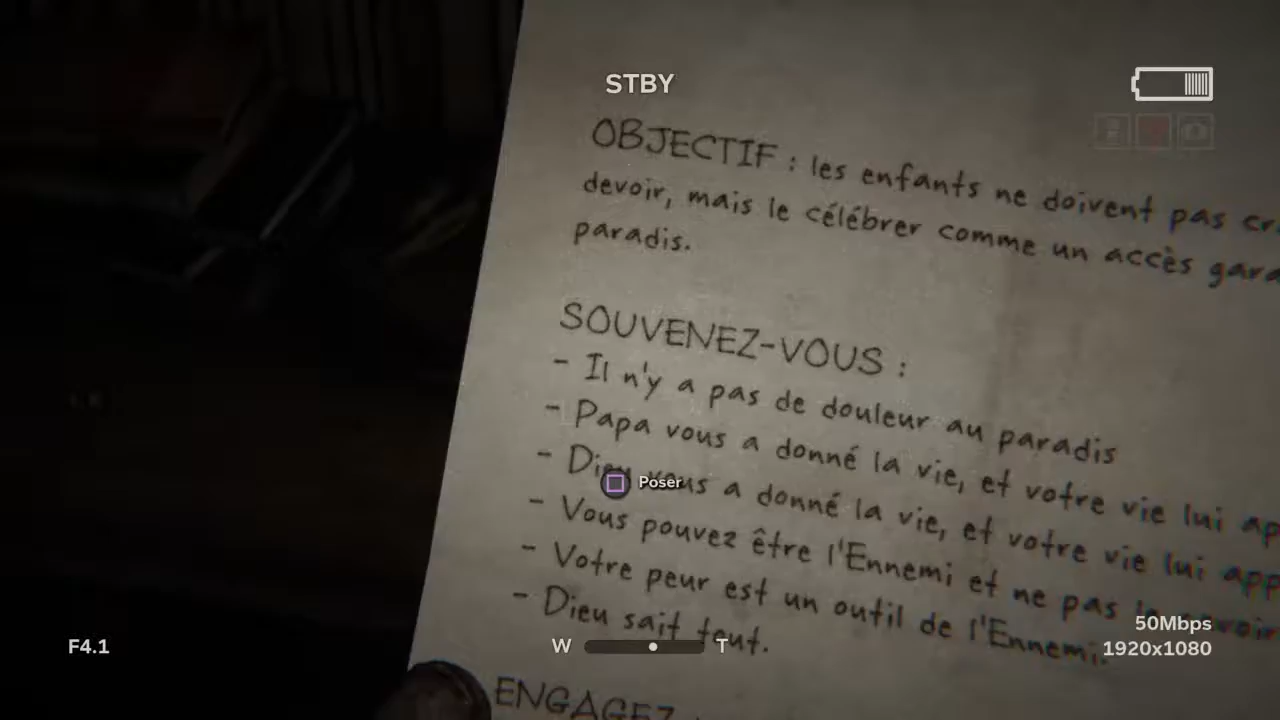 STBY
OBJECTIF : les enfants ne doivent pas
devoir, mais le célébrer comme un accès
paradis.
SOUVENEZ-VOUS :
- Il n'y a pas de douleur au paradis
- Papa vous a donné la vie, et votre vie lui
- Dieu vous a donné la vie, et votre vie lui
- Vous pouvez être l'Ennemi et ne pas le savoir
- Votre peur est un outil de l'Ennemi.
- Dieu sait tout.
ENGAGEZ
Poser
F4.1
W T
50Mbps
1920x1080